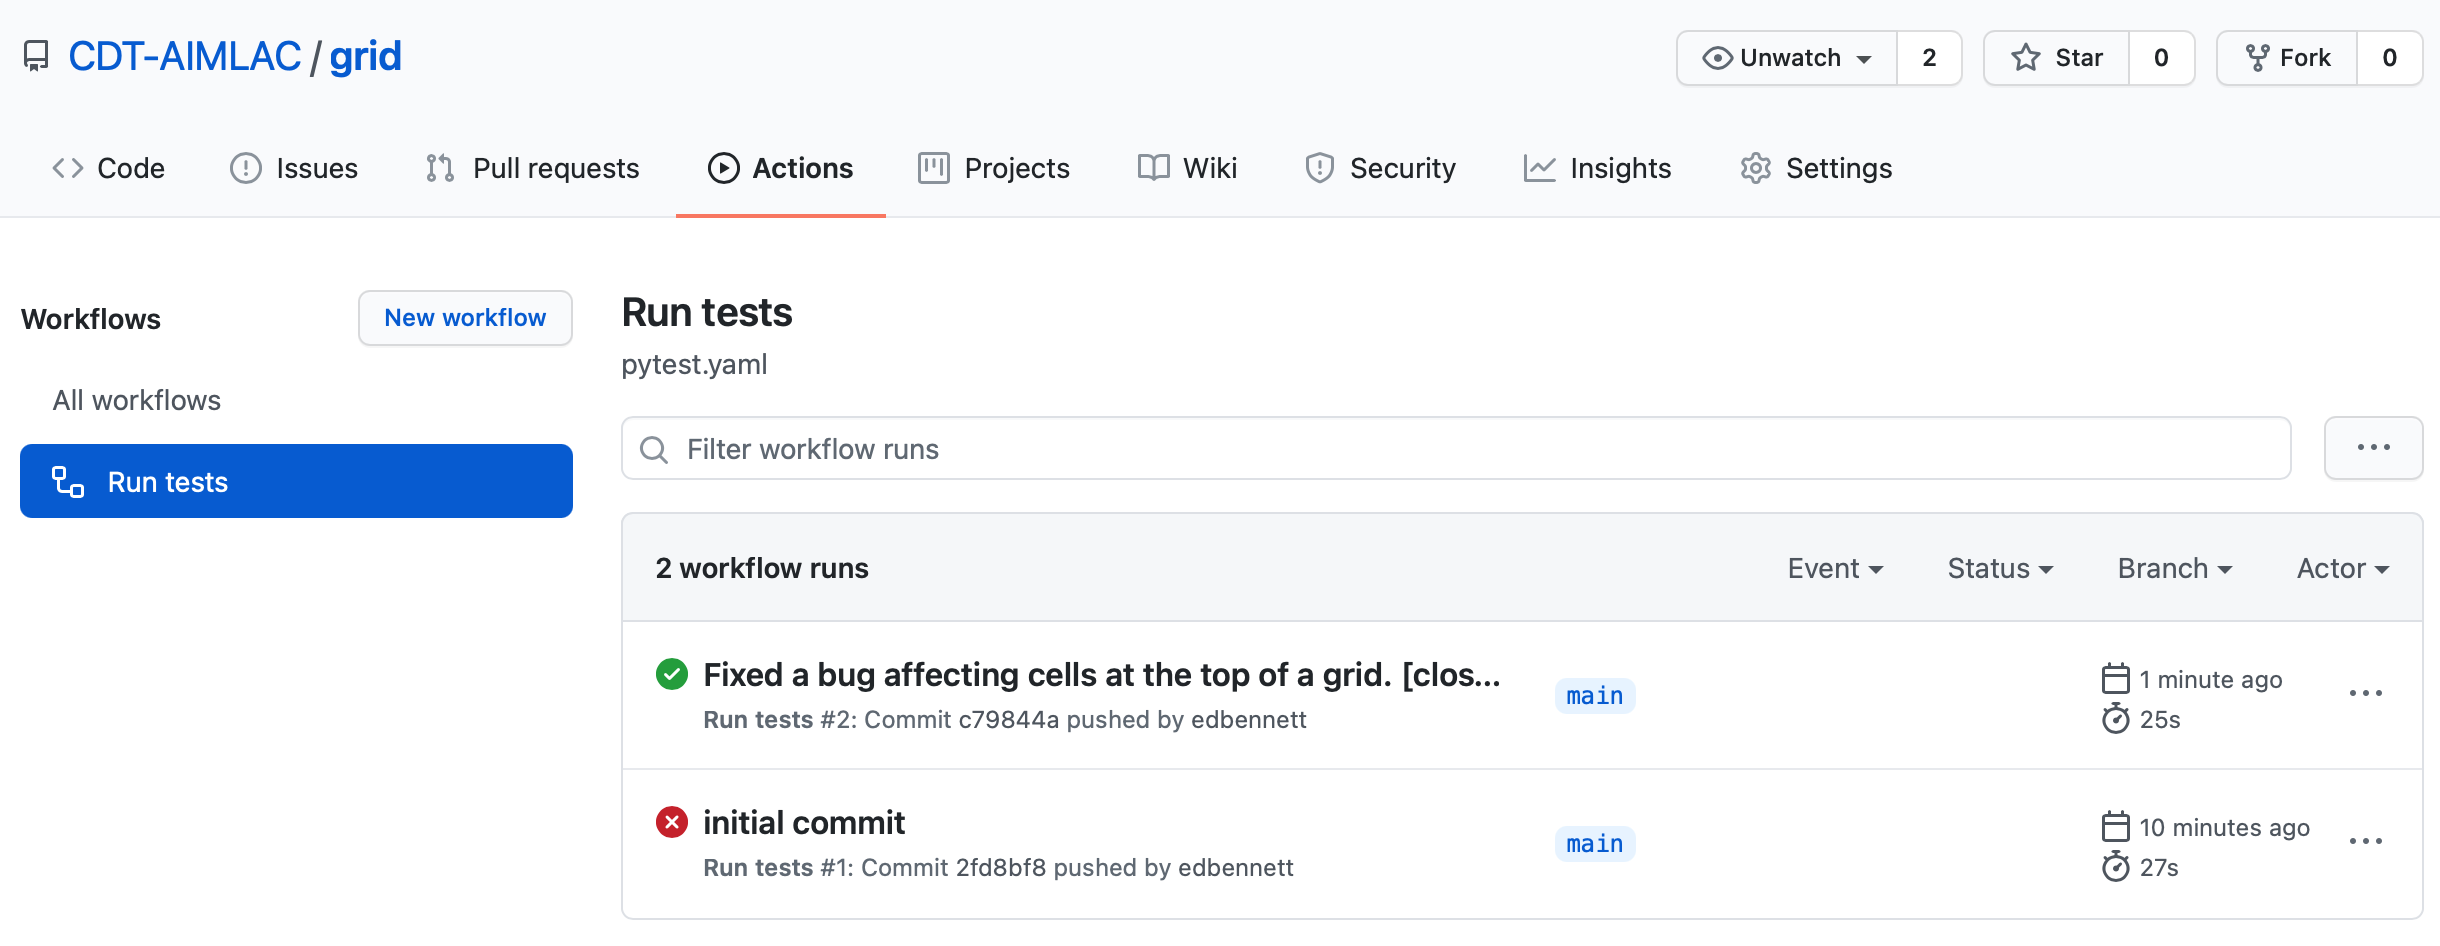 CDT-AIMLAC / grid
Unwatch 2 Star 0 Fork 0
Code Issues Pull requests Actions Projects Wiki Security Insights Settings
Workflows New workflow
All workflows
Run tests
Run tests
pytest.yaml
Filter workflow runs
2 workflow runs Event Status Branch Actor
Fixed a bug affecting cells at the top of a grid. [clos...
Run tests #2: Commit c79844a pushed by edbennett
main
1 minute ago
25s
initial commit
Run tests #1: Commit 2fd8bf8 pushed by edbennett
main
10 minutes ago
27s